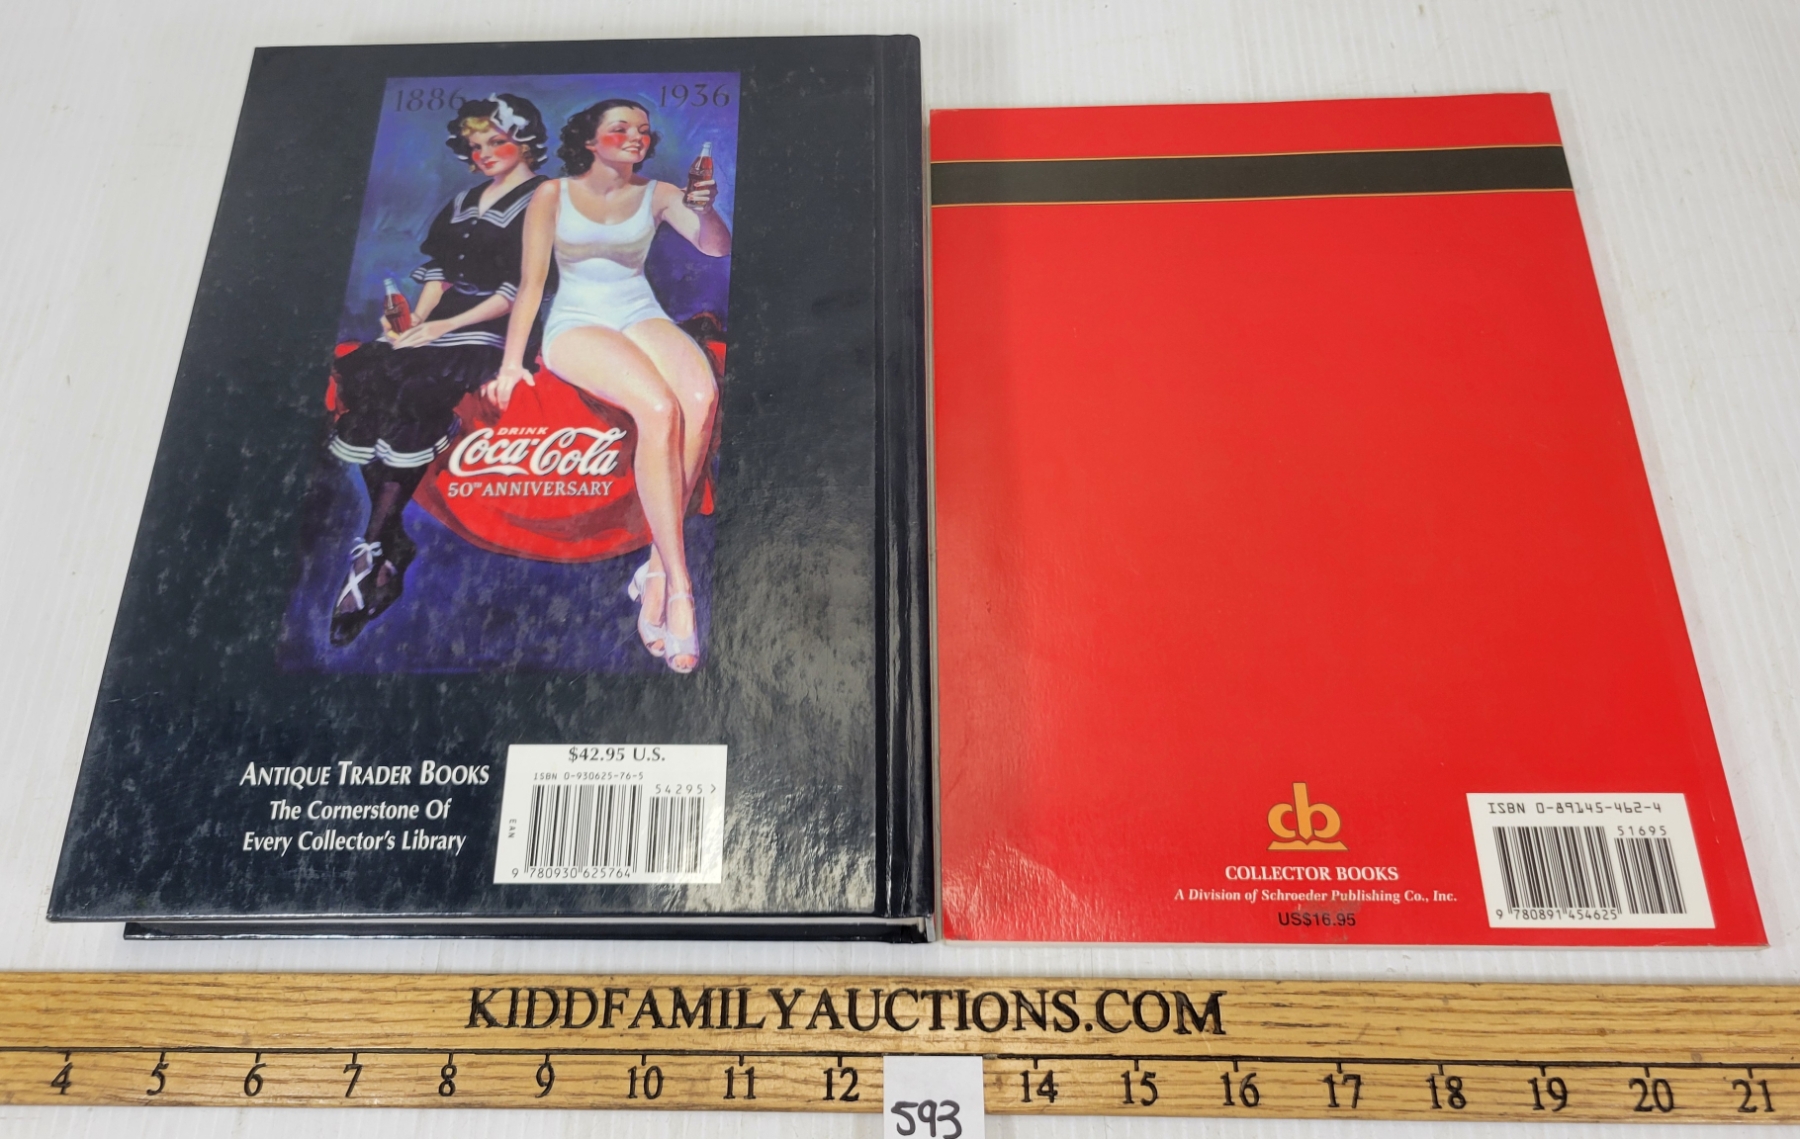 1886 1936
DRINK
Coca-Cola
50TH ANNIVERSARY
ANTIQUE TRADER BOOKS
The Cornerstone Of
Every Collector's Library
$42.95 U.S.
ISBN 0-930625-76-5
54295>
EAN
9 780930 625764
cb
COLLECTOR BOOKS
A Division of Schroeder Publishing Co., Inc.
US$16.95
ISBN 0-89145-462-4
51695
9 780891 454625
KIDDFAMILYAUCTIONS.COM
4 5 6 7 8 9 10 11 12 14 15 16 17 18 19 20 21
593